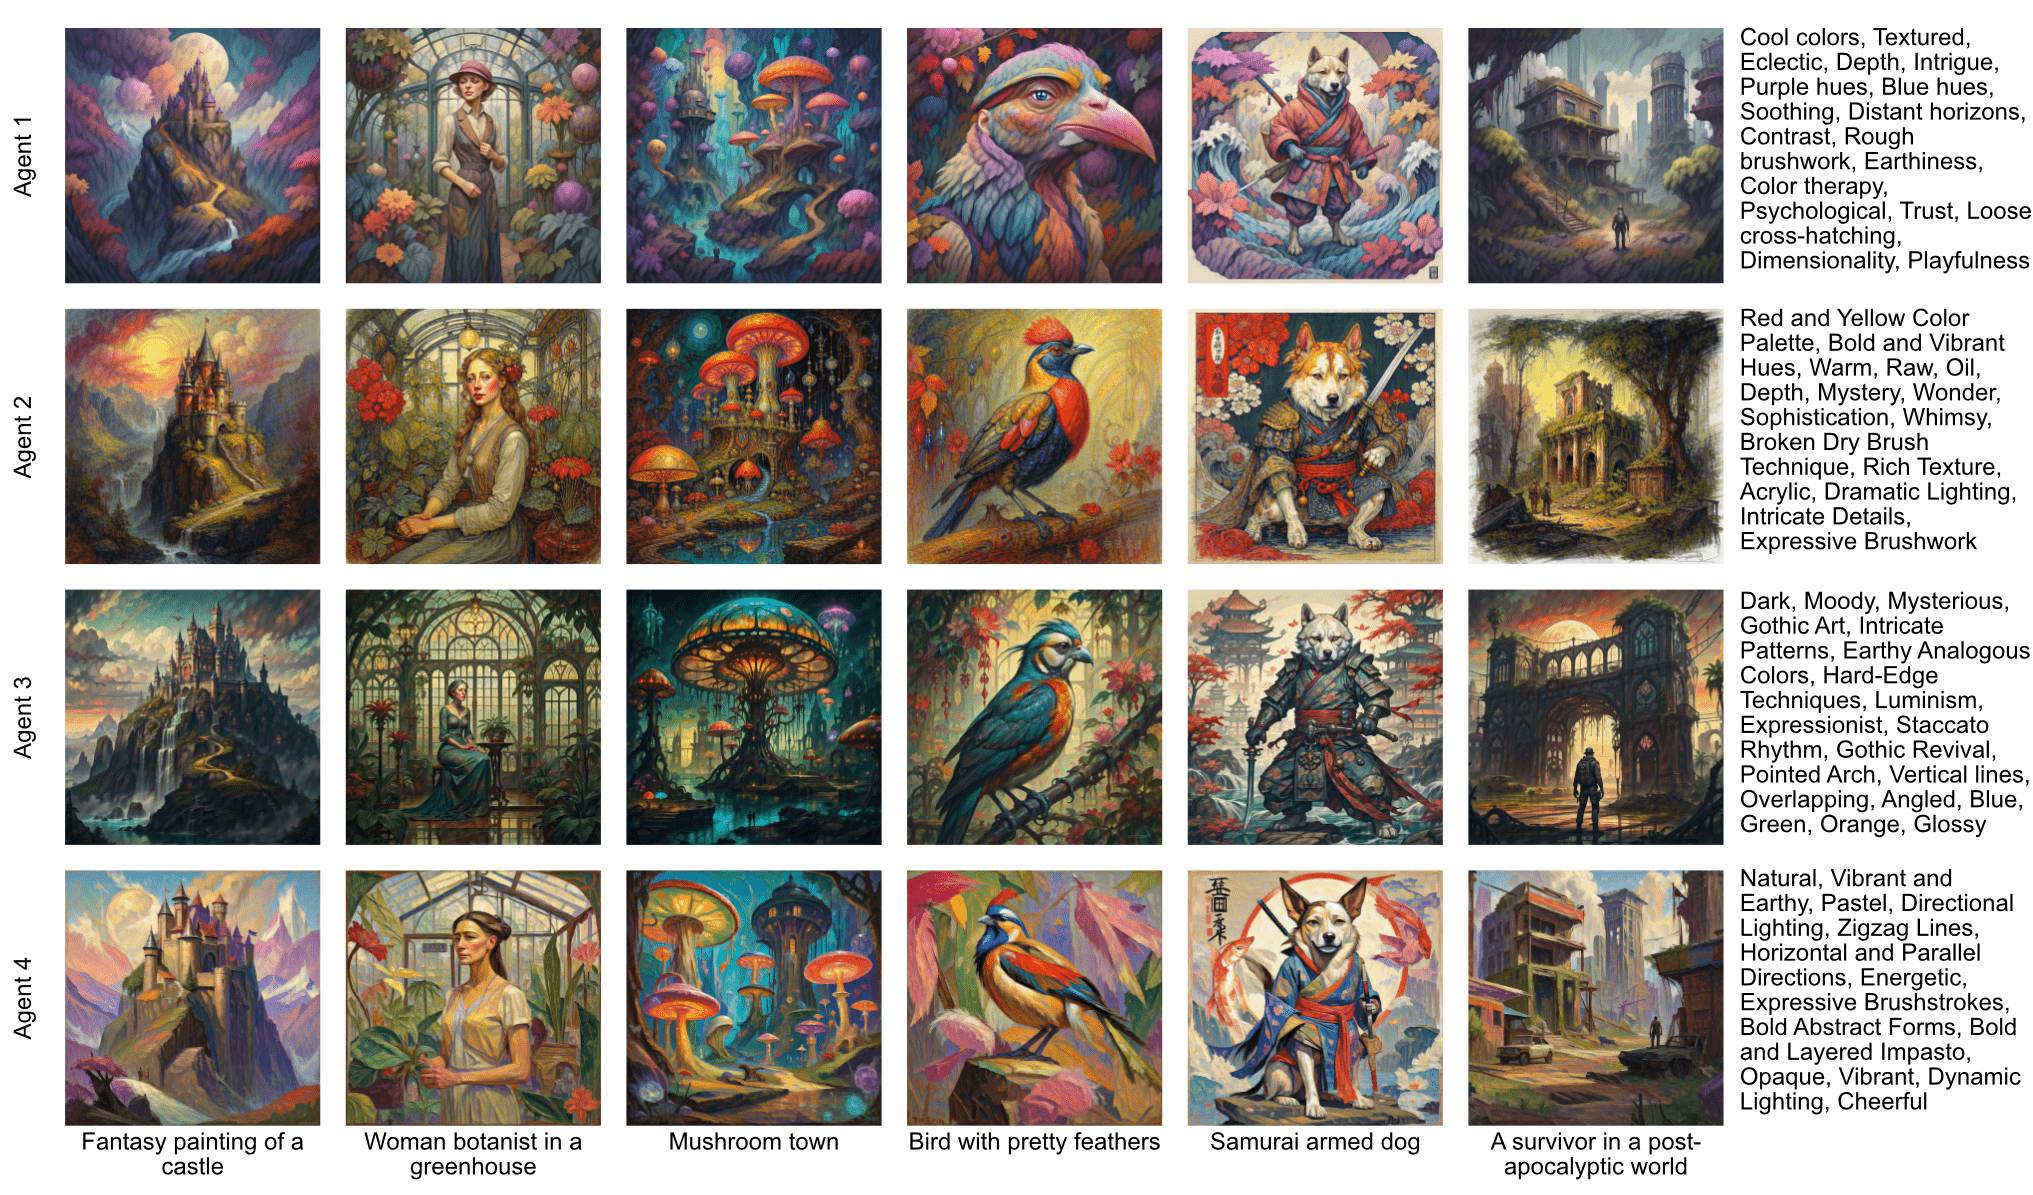 Agent 1
Cool colors, Textured,
Eclectic, Depth, Intrigue,
Purple hues, Blue hues,
Soothing, Distant horizons,
Contrast, Rough
brushwork, Earthiness,
Color therapy,
Psychological, Trust, Loose
cross-hatching,
Dimensionality, Playfulness
Agent 2
Red and Yellow Color
Palette, Bold and Vibrant
Hues, Warm, Raw, Oil,
Depth, Mystery, Wonder,
Sophistication, Whimsy,
Broken Dry Brush
Technique, Rich Texture,
Acrylic, Dramatic Lighting,
Intricate Details,
Expressive Brushwork
Agent 3
Dark, Moody, Mysterious,
Gothic Art, Intricate
Patterns, Earthy Analogous
Colors, Hard-Edge
Techniques, Luminism,
Expressionist, Staccato
Rhythm, Gothic Revival,
Pointed Arch, Vertical lines,
Overlapping, Angled, Blue,
Green, Orange, Glossy
Agent 4
Natural, Vibrant and
Earthy, Pastel, Directional
Lighting, Zigzag Lines,
Horizontal and Parallel
Directions, Energetic,
Expressive Brushstrokes,
Bold Abstract Forms, Bold
and Layered Impasto,
Opaque, Vibrant, Dynamic
Lighting, Cheerful
Fantasy painting of a
castle
Woman botanist in a
greenhouse
Mushroom town
Bird with pretty feathers
Samurai armed dog
A survivor in a post-
apocalyptic world